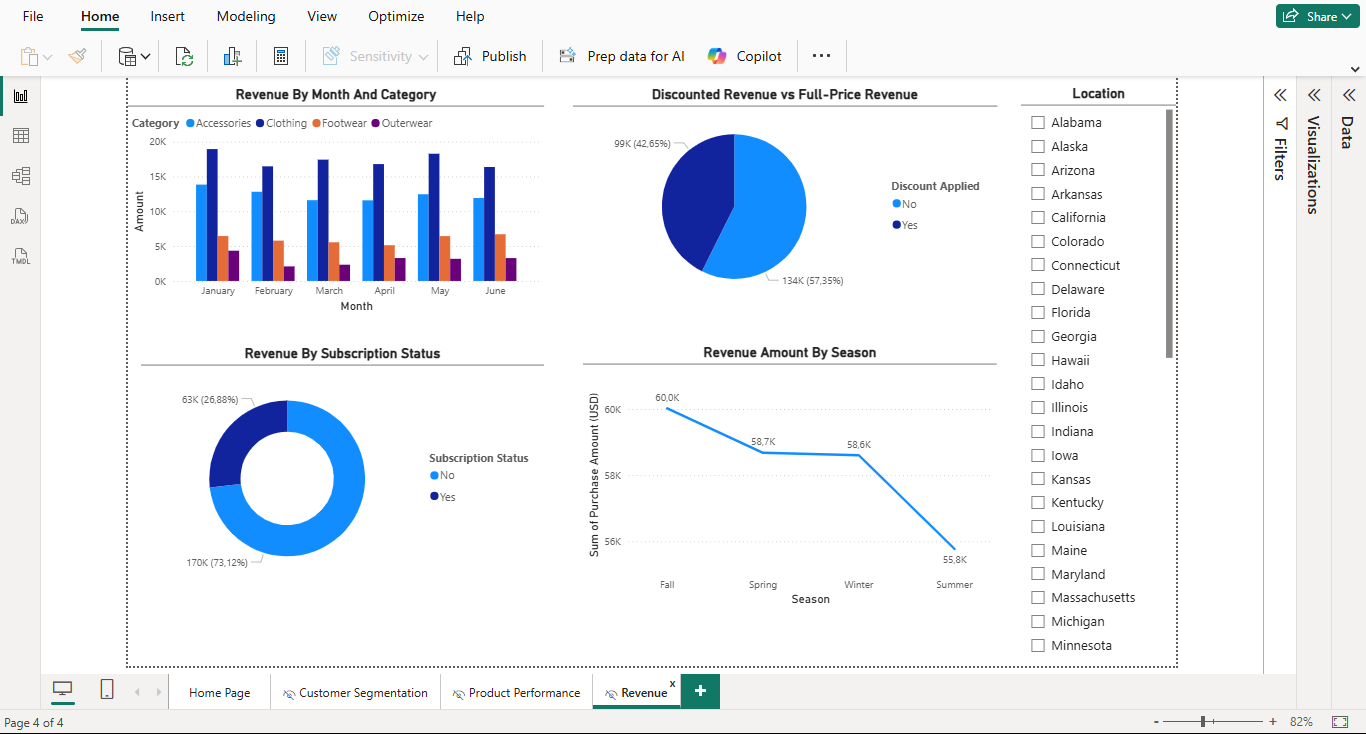 File Home Insert Modeling View Optimize Help Share
Sensitivity Publish Prep data for AI Copilot
Revenue By Month And Category
Category Accessories Clothing Footwear Outerwear
20K
15K
10K
5K
0K
Amount
January February March April May June
Month
Discounted Revenue vs Full-Price Revenue
99K (42,65%)
134K (57,35%)
Discount Applied
No
Yes
Revenue By Subscription Status
63K (26,88%)
170K (73,12%)
Subscription Status
No
Yes
Revenue Amount By Season
Sum of Purchase Amount (USD)
60K
58K
56K
60,0K
58,7K
58,6K
55,8K
Fall Spring Winter Summer
Season
Location
Alabama
Alaska
Arizona
Arkansas
California
Colorado
Connecticut
Delaware
Florida
Georgia
Hawaii
Idaho
Illinois
Indiana
Iowa
Kansas
Kentucky
Louisiana
Maine
Maryland
Massachusetts
Michigan
Minnesota
Filters
Visualizations
Data
DAX
TMDL
Home Page Customer Segmentation Product Performance Revenue x +
Page 4 of 4
- + 82%